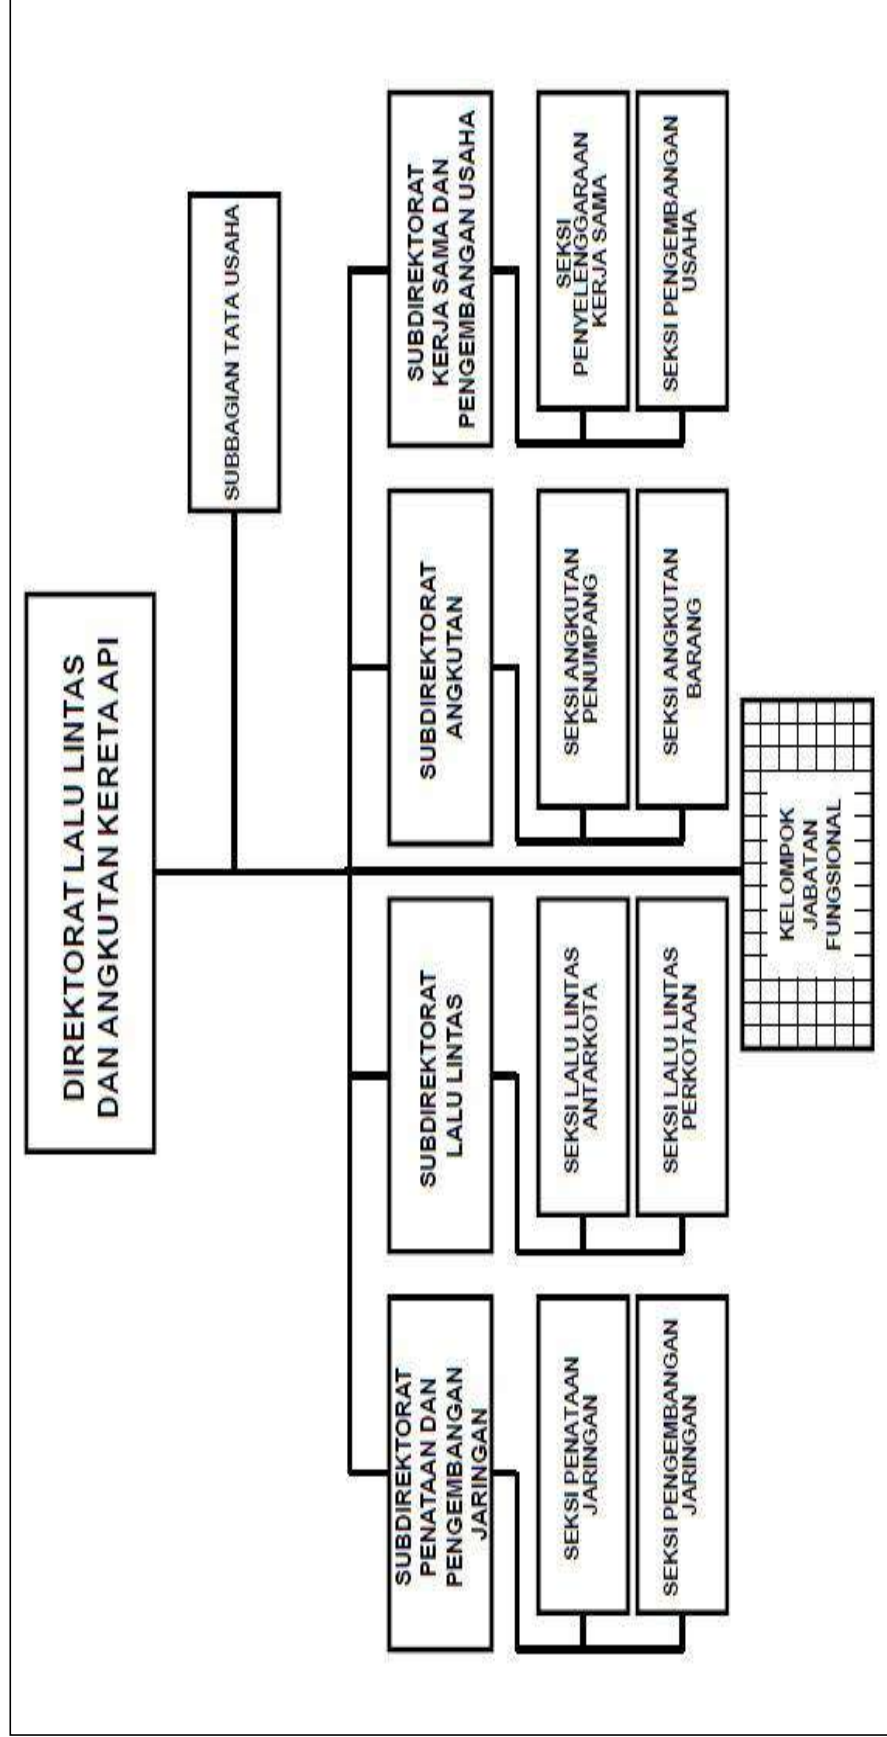 DIREKTORAT LALU LINTAS
DAN ANGKUTAN KERETA API
SUBBAGIAN TATA USAHA
SUBDIREKTORAT
PENATAAN DAN
PENGEMBANGAN
JARINGAN
SUBDIREKTORAT
LALU LINTAS
SUBDIREKTORAT
ANGKUTAN
SUBDIREKTORAT
KERJA SAMA DAN
PENGEMBANGAN USAHA
SEKSI PENATAAN
JARINGAN
SEKSI PENGEMBANGAN
JARINGAN
SEKSI LALU LINTAS
ANTARKOTA
SEKSI LALU LINTAS
PERKOTAAN
SEKSI ANGKUTAN
PENUMPANG
SEKSI ANGKUTAN
BARANG
SEKSI
PENYELENGGARAAN
KERJA SAMA
SEKSI PENGEMBANGAN
USAHA
KELOMPOK
JABATAN
FUNGSIONAL